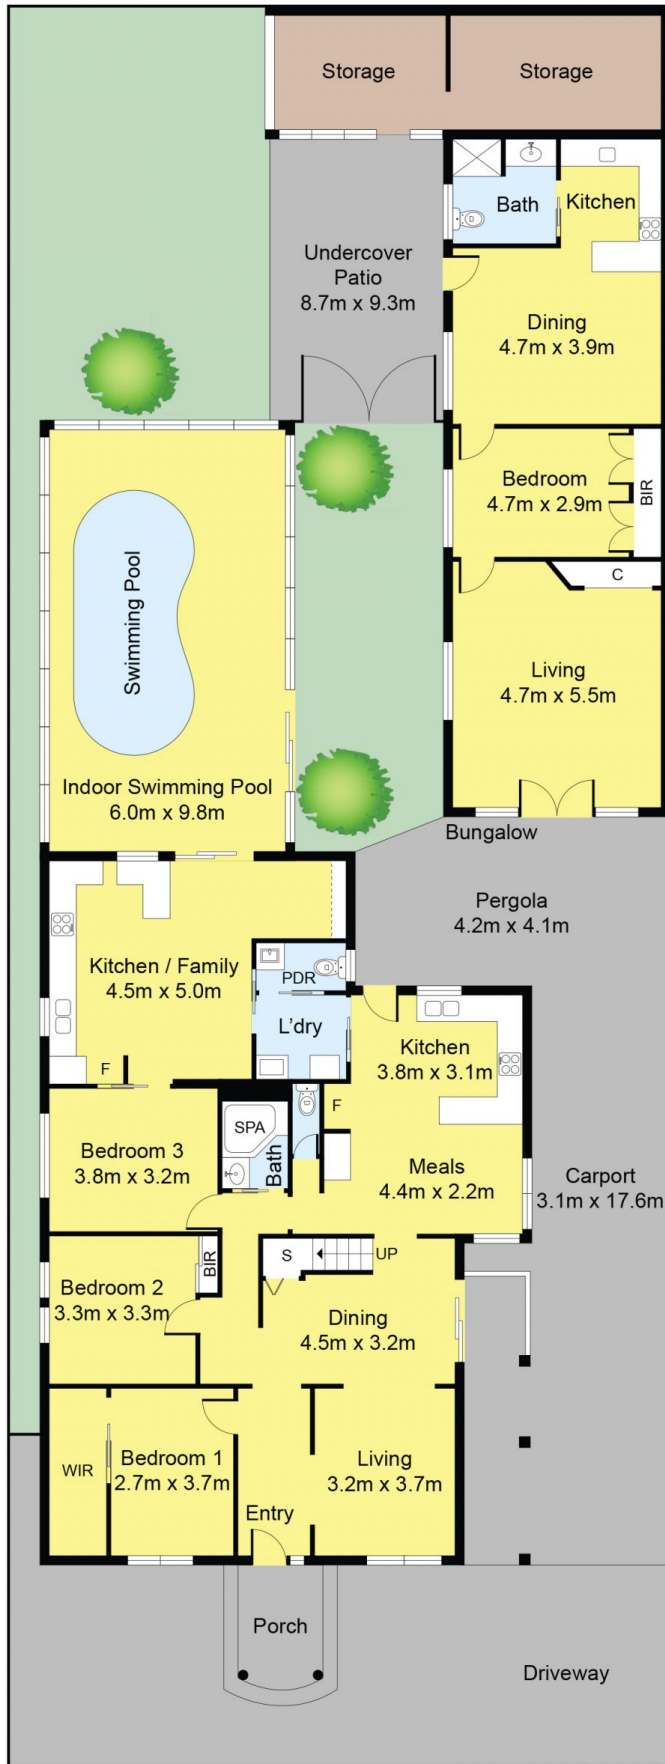 Storage
Storage
Bath
Kitchen
Undercover
Patio
8.7m x 9.3m
Dining
4.7m x 3.9m
Bedroom
4.7m x 2.9m
BIR
C
Swimming Pool
Living
4.7m x 5.5m
Indoor Swimming Pool
6.0m x 9.8m
Bungalow
Pergola
4.2m x 4.1m
Kitchen / Family
4.5m x 5.0m
PDR
L'dry
F
Kitchen
3.8m x 3.1m
F
SPA
Bath
Bedroom 3
3.8m x 3.2m
Meals
4.4m x 2.2m
Carport
3.1m x 17.6m
BIR
S
UP
Bedroom 2
3.3m x 3.3m
Dining
4.5m x 3.2m
WIR
Bedroom 1
2.7m x 3.7m
Living
3.2m x 3.7m
Entry
Porch
Driveway